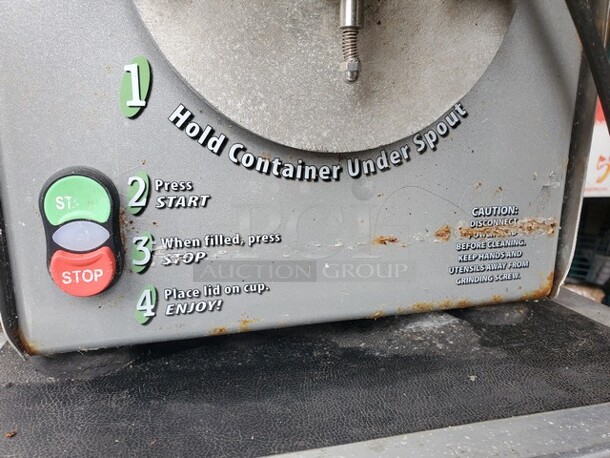 1
Hold Container Under Spout
2 Press
START
3 When filled, press
STOP
4 Place lid on cup.
ENJOY!
STOP
CAUTION:
DISCONNECT
BEFORE CLEANING.
KEEP HANDS AND
UTENSILS AWAY FROM
GRINDING SCREW.
AUCTION GROUP